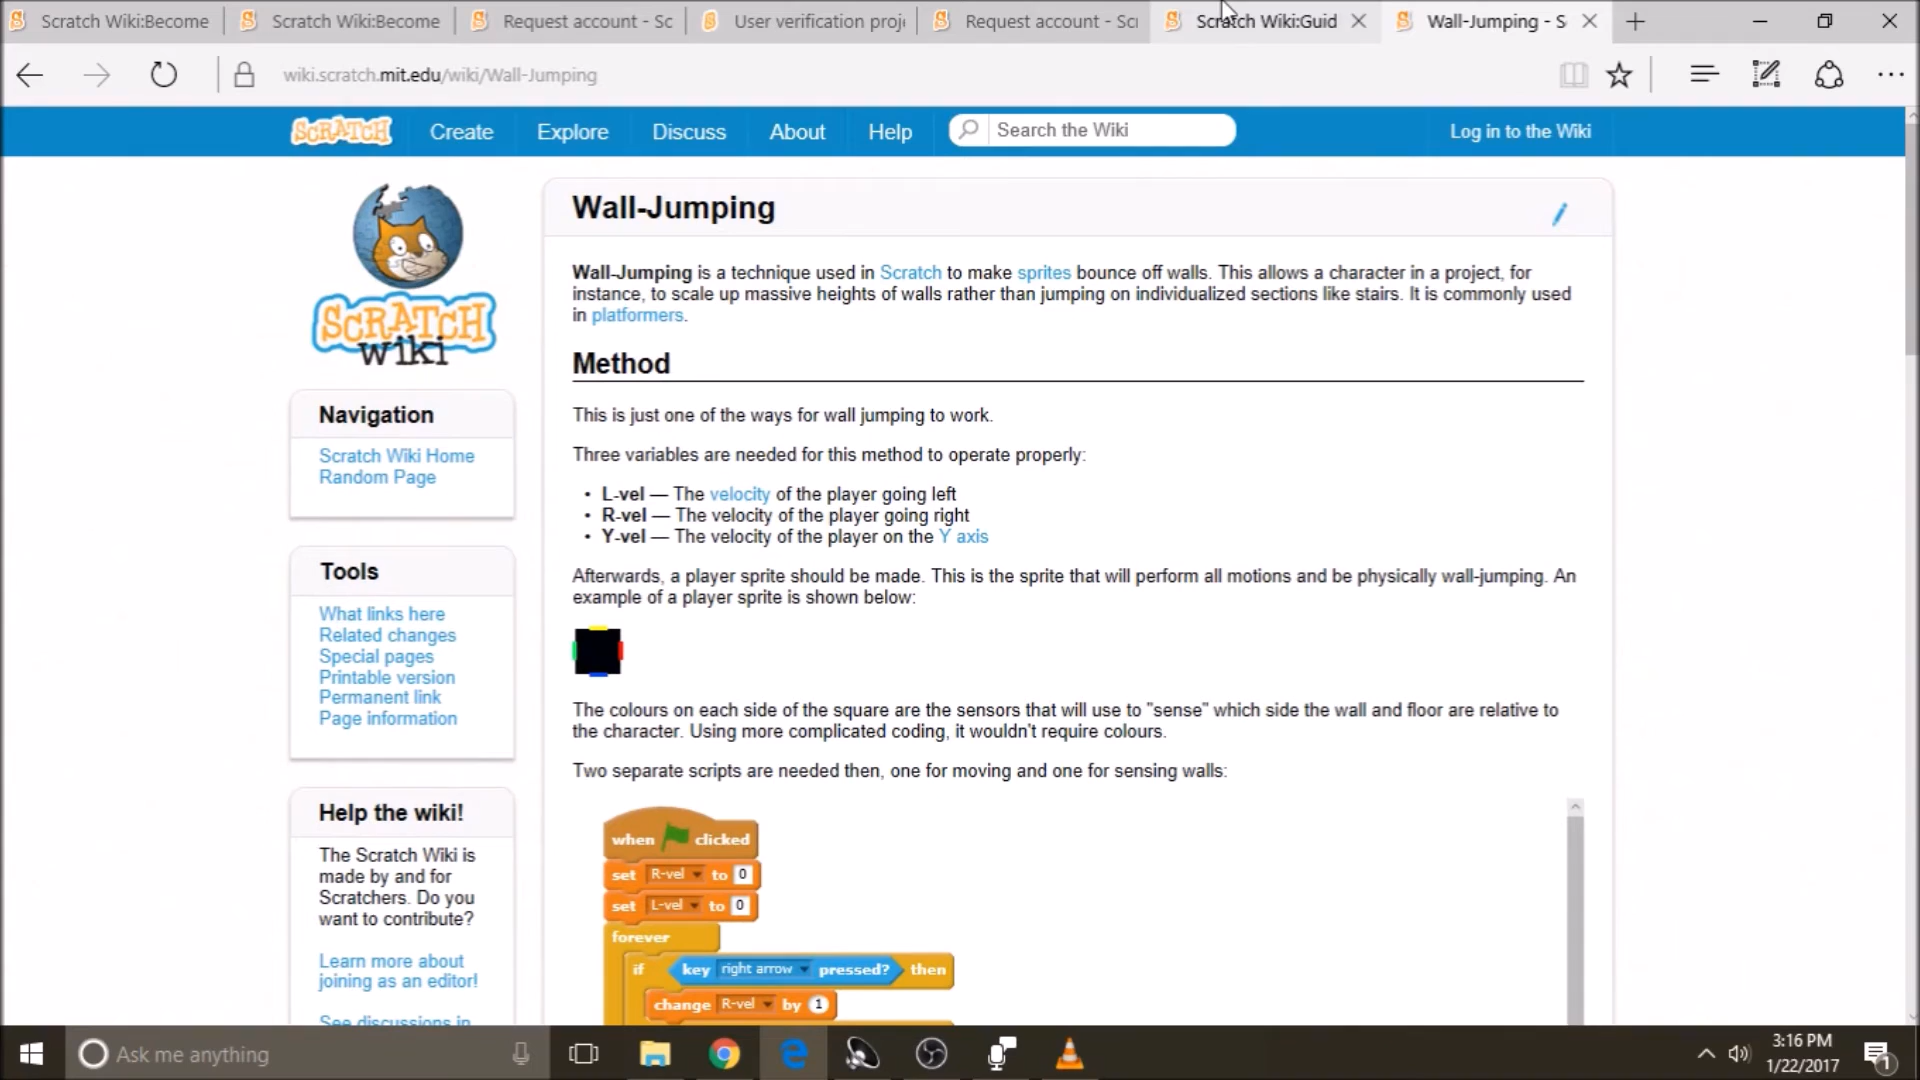 Scratch Wiki:Become
Scratch Wiki:Become
Request account - Sc
User verification proje
Request account - Scr
Scratch Wiki:Guid
Wall-Jumping - S
wiki.scratch.mit.edu/wiki/Wall-Jumping
SCRATCH
Create
Explore
Discuss
About
Help
Search the Wiki
Log in to the Wiki
SCRATCH
wiki
Navigation
Scratch Wiki Home
Random Page
Tools
What links here
Related changes
Special pages
Printable version
Permanent link
Page information
Help the wiki!
The Scratch Wiki is
made by and for
Scratchers. Do you
want to contribute?
Learn more about
joining as an editor!
See discussions in
Wall-Jumping
Wall-Jumping is a technique used in Scratch to make sprites bounce off walls. This allows a character in a project, for
instance, to scale up massive heights of walls rather than jumping on individualized sections like stairs. It is commonly used
in platformers.
Method
This is just one of the ways for wall jumping to work.
Three variables are needed for this method to operate properly:
• L-vel — The velocity of the player going left
• R-vel — The velocity of the player going right
• Y-vel — The velocity of the player on the Y axis
Afterwards, a player sprite should be made. This is the sprite that will perform all motions and be physically wall-jumping. An
example of a player sprite is shown below:
The colours on each side of the square are the sensors that will use to "sense" which side the wall and floor are relative to
the character. Using more complicated coding, it wouldn't require colours.
Two separate scripts are needed then, one for moving and one for sensing walls:
when clicked
set R-vel to 0
set L-vel to 0
forever
if key right arrow pressed? then
change R-vel by 1
Ask me anything
3:16 PM
1/22/2017
1